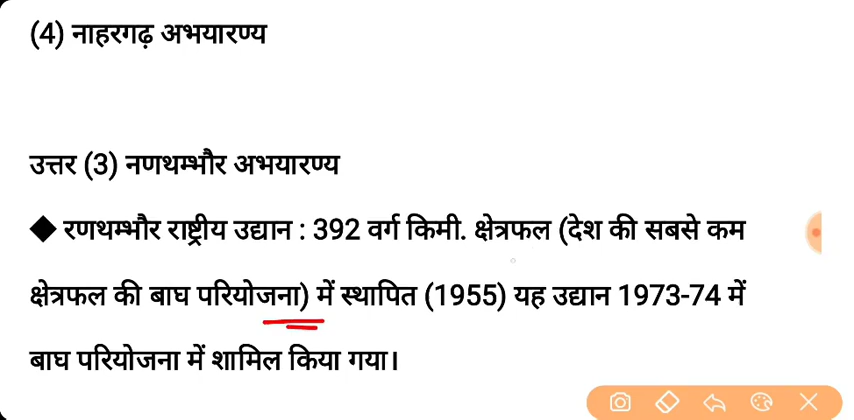 (4) नाहरगढ़ अभयारण्य
उत्तर (3) नणथम्भौर अभयारण्य
◆ रणथम्भौर राष्ट्रीय उद्यान : 392 वर्ग किमी. क्षेत्रफल (देश की सबसे कम
क्षेत्रफल की बाघ परियोजना) में स्थापित (1955) यह उद्यान 1973-74 में
बाघ परियोजना में शामिल किया गया।